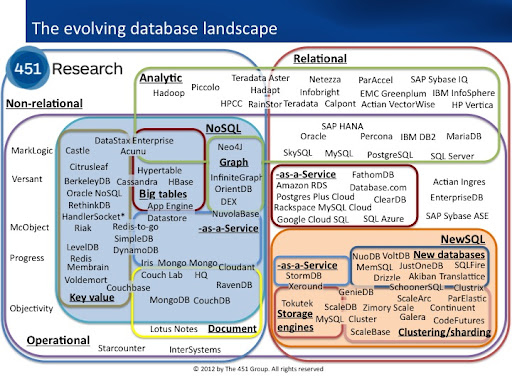 The evolving database landscape
451 Research
Relational
Analytic
Teradata Aster
Netezza
ParAccel
SAP Sybase IQ
Hadoop
Piccolo
Hadapt
Infobright
EMC Greenplum
IBM InfoSphere
HPCC
RainStor
Teradata
Calpont
Actian VectorWise
HP Vertica
Non-relational
NoSQL
SAP HANA
Oracle
Percona
IBM DB2
MariaDB
SkySQL
MySQL
PostgreSQL
SQL Server
MarkLogic
Versant
McObject
Progress
Objectivity
DataStax Enterprise
Castle
Acunu
Neo4J
Graph
Citrusleaf
Hypertable
InfiniteGraph
BerkeleyDB
Cassandra
HBase
OrientDB
Oracle NoSQL
Big tables
DEX
RethinkDB
App Engine
HandlerSocket*
Datastore
NuvolaBase
Riak
Redis-to-go
-as-a-Service
SimpleDB
LevelDB
DynamoDB
Redis
Iris
Mongo
Mongo
Cloudant
Membrain
Couch Lab
HQ
Voldemort
Couchbase
RavenDB
Key value
MongoDB
CouchDB
Lotus Notes
Document
Operational
Starcounter
InterSystems
-as-a-Service
FathomDB
Amazon RDS
Database.com
Postgres Plus Cloud
ClearDB
Rackspace MySQL Cloud
Google Cloud SQL
SQL Azure
Actian Ingres
EnterpriseDB
SAP Sybase ASE
NewSQL
-as-a-Service
StormDB
Xeround
NuoDB
VoltDB
New databases
MemSQL
JustOneDB
SQLFire
Drizzle
Akiban
Translattice
SchoonerSQL
Clustrix
GenieDB
ScaleArc
ParElastic
Tokutek
ScaleDB
Zimory Scale
Continuent
Storage
engines
MySQL Cluster
Galera
CodeFutures
ScaleBase
Clustering/sharding
© 2012 by The 451 Group. All rights reserved